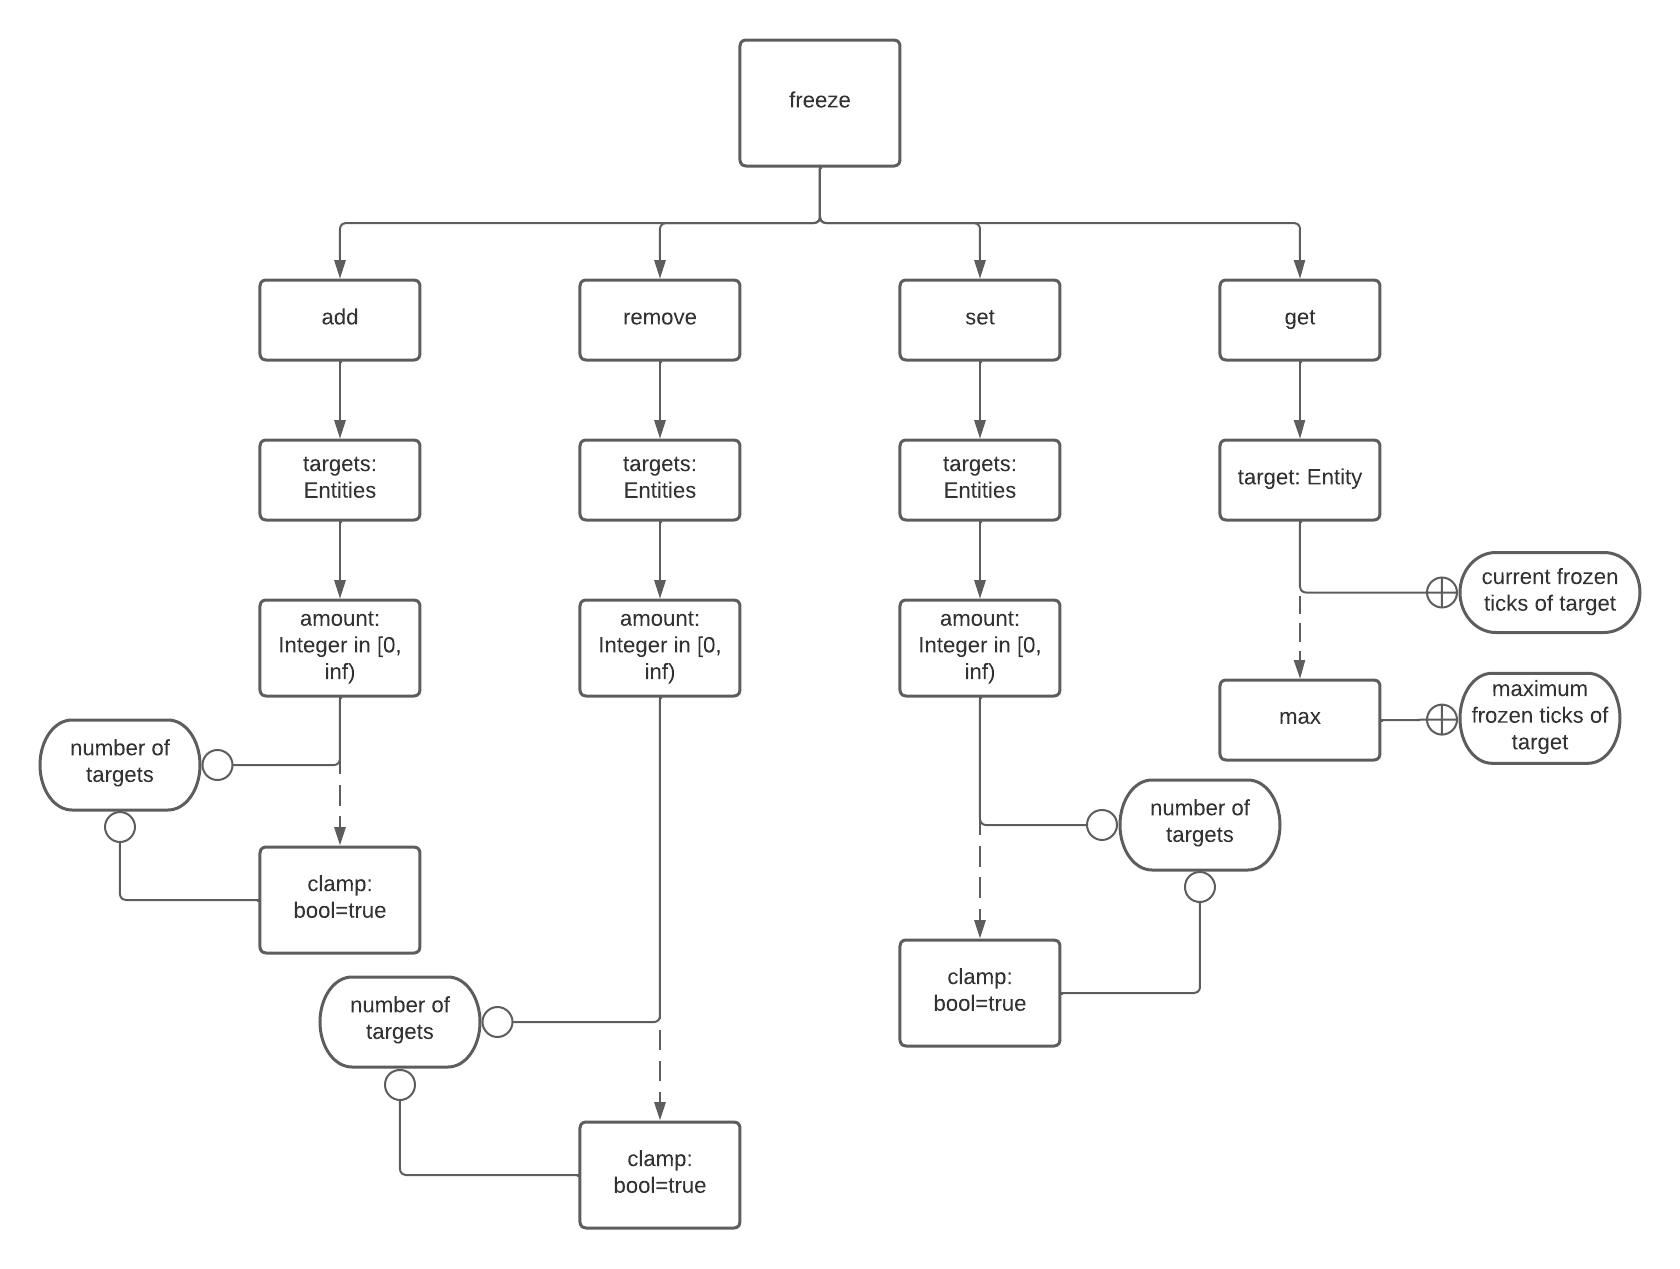 freeze
add
remove
set
get
targets:
Entities
targets:
Entities
targets:
Entities
target: Entity
amount:
Integer in [0,
inf)
amount:
Integer in [0,
inf)
amount:
Integer in [0,
inf)
current frozen
ticks of target
max
maximum
frozen ticks of
target
number of
targets
number of
targets
clamp:
bool=true
clamp:
bool=true
number of
targets
clamp:
bool=true